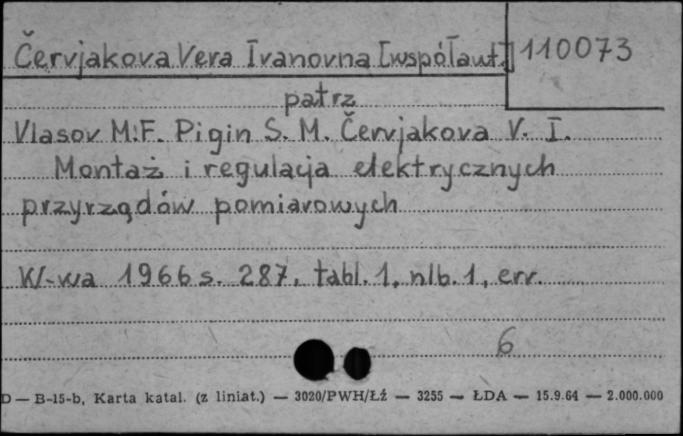 Červjakova Vera Ivanovna [współaut.] 110073
patrz
Vlasov M.F. Pigin S. M. Červjakova V. I.
Montaż i regulacja elektrycznych
przyrządów pomiarowych
W-wa 1966 s. 287, tabl. 1, nlb. 1, err.
6
D — B-15-b, Karta katal. (z liniat.) — 3020/PWH/Łź — 3255 — ŁDA — 15.9.64 — 2.000.000